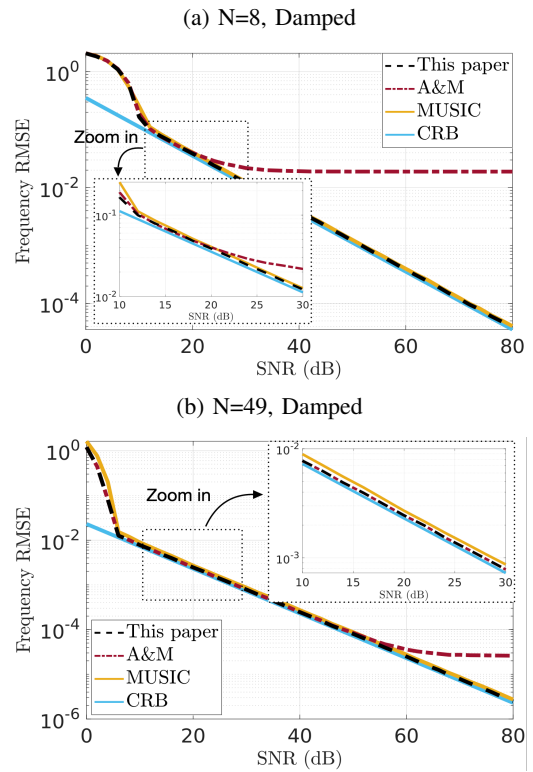 (a) N=8, Damped
Frequency RMSE
10^0
10^-2
10^-4
This paper
A&M
MUSIC
CRB
Zoom in
10^-1
10^-2
10 15 20 25 30
SNR (dB)
0 20 40 60 80
SNR (dB)
(b) N=49, Damped
Frequency RMSE
10^0
10^-2
10^-4
10^-6
Zoom in
10^-2
10^-3
10 15 20 25 30
SNR (dB)
This paper
A&M
MUSIC
CRB
0 20 40 60 80
SNR (dB)